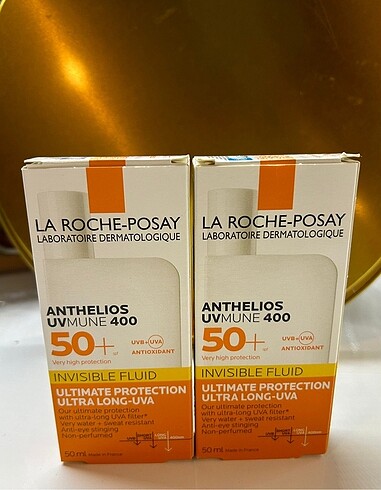 LA ROCHE-POSAY
LABORATOIRE DERMATOLOGIQUE
ANTHELIOS
UVMUNE 400
50+
UVB+UVA
ANTIOXIDANT
Very high protection
INVISIBLE FLUID
ULTIMATE PROTECTION
ULTRA LONG-UVA
Our ultimate protection
with ultra-long UVA filter*
Very water + sweat resistant
Anti-eye stinging
Non-perfumed
50 ml Made in France
LA ROCHE-POSAY
LABORATOIRE DERMATOLOGIQUE
ANTHELIOS
UVMUNE 400
50+
UVB+UVA
ANTIOXIDANT
Very high protection
INVISIBLE FLUID
ULTIMATE PROTECTION
ULTRA LONG-UVA
Our ultimate protection
with ultra-long UVA filter*
Very water + sweat resistant
Anti-eye stinging
Non-perfumed
50 ml Made in France